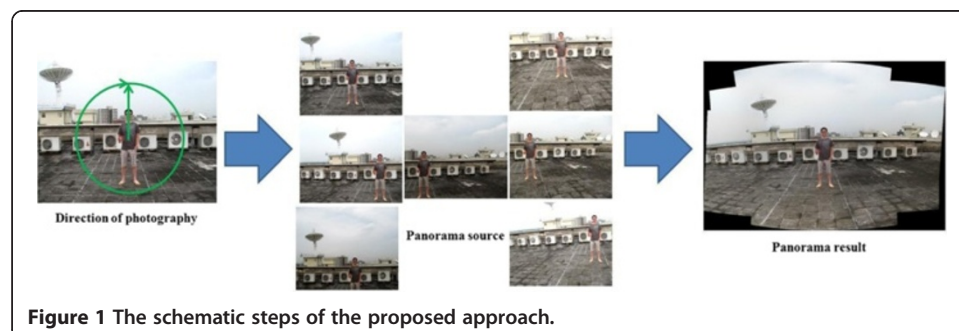 Direction of photography
Panorama source
Panorama result
Figure 1 The schematic steps of the proposed approach.